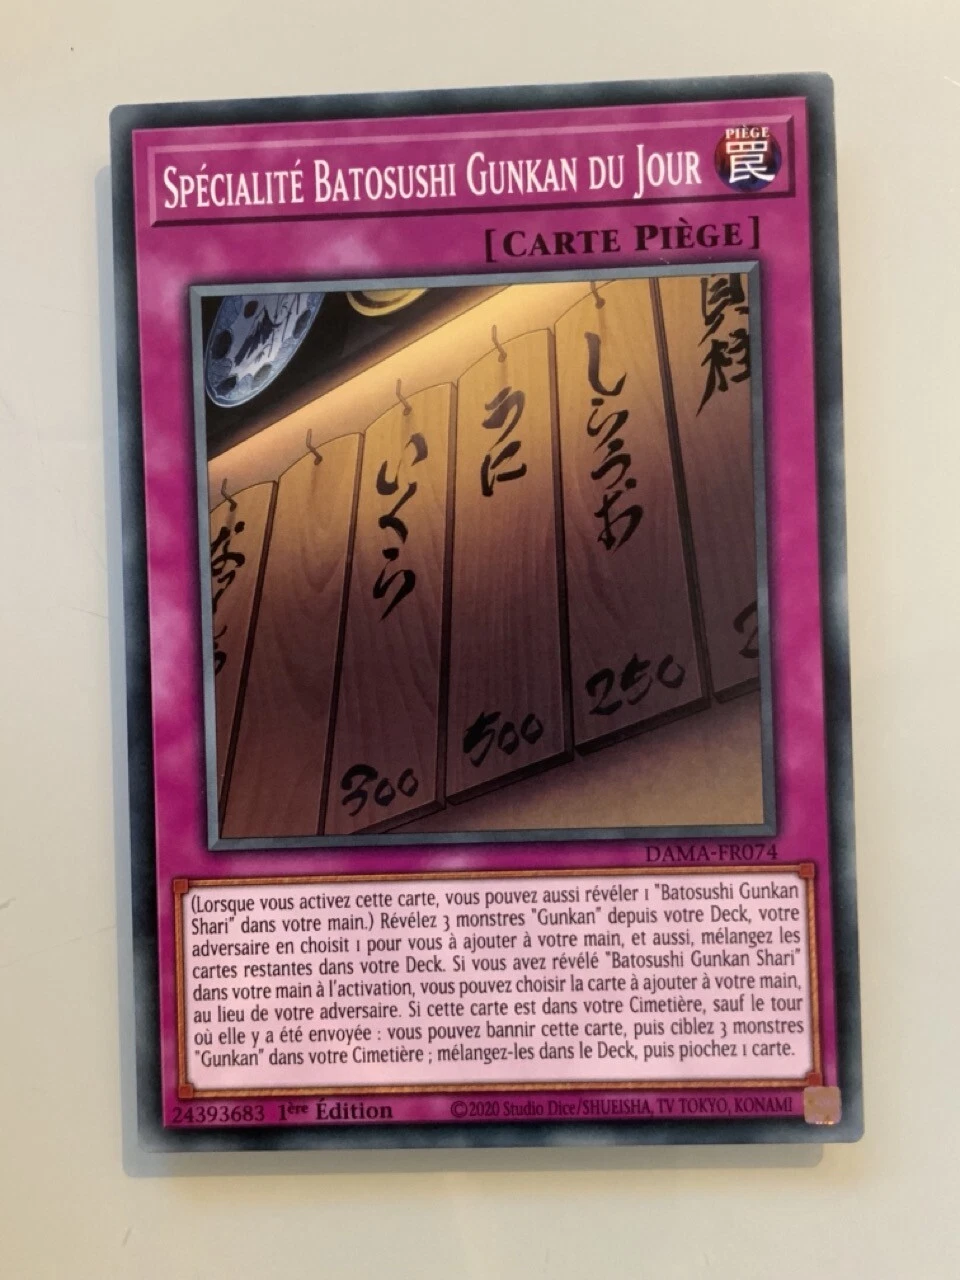 SPÉCIALITÉ BATOSUSHI GUNKAN DU JOUR
PIÈGE
罠
[CARTE PIÈGE]
いくら
うに
しらうお
貝柱
300
500
250
2
DAMA-FR074
(Lorsque vous activez cette carte, vous pouvez aussi révéler 1 "Batosushi Gunkan
Shari" dans votre main.) Révélez 3 monstres "Gunkan" depuis votre Deck, votre
adversaire en choisit 1 pour vous à ajouter à votre main, et aussi, mélangez les
cartes restantes dans votre Deck. Si vous avez révélé "Batosushi Gunkan Shari"
dans votre main à l'activation, vous pouvez choisir la carte à ajouter à votre main,
au lieu de votre adversaire. Si cette carte est dans votre Cimetière, sauf le tour
où elle y a été envoyée : vous pouvez bannir cette carte, puis ciblez 3 monstres
"Gunkan" dans votre Cimetière ; mélangez-les dans le Deck, puis piochez 1 carte.
24393683 1ère Édition
©2020 Studio Dice/SHUEISHA, TV TOKYO, KONAMI